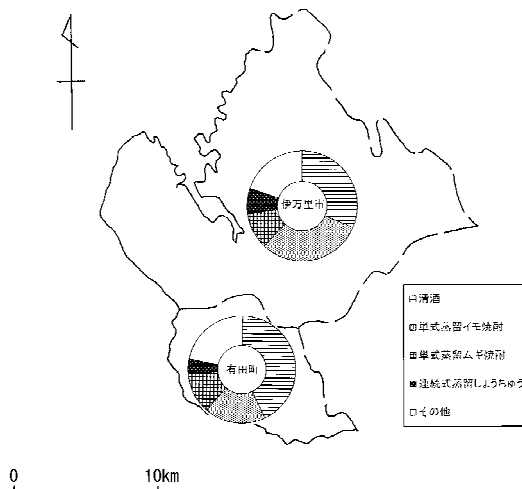 伊万里市
有田町
清酒
単式蒸留イモ焼酎
単式蒸留ムギ焼酎
連続式蒸留しょうちゅう
その他
0 10km